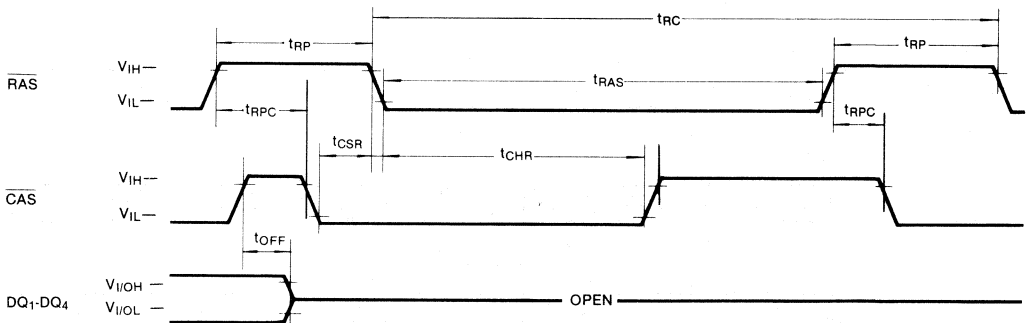 tRC
tRP
tRP
RAS
VIH
VIL
tRAS
tRPC
tRPC
tCSR
tCHR
CAS
VIH
VIL
tOFF
DQ1-DQ4
VI/OH
VI/OL
OPEN